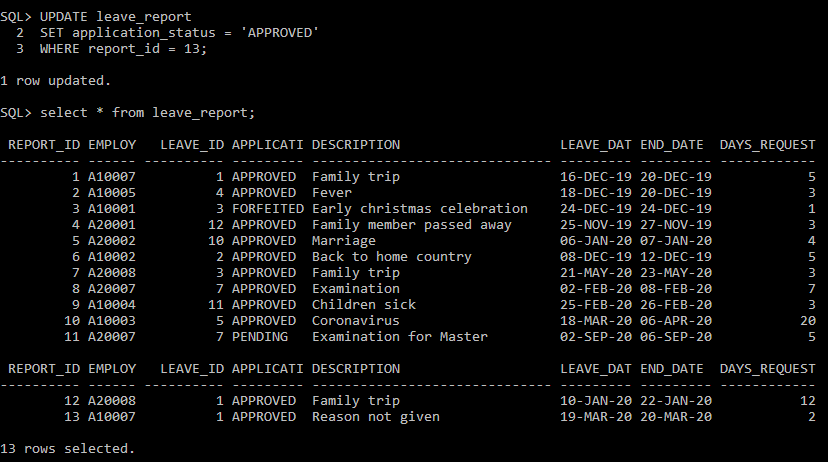 SQL> UPDATE leave_report
  2  SET application_status = 'APPROVED'
  3  WHERE report_id = 13;

1 row updated.

SQL> select * from leave_report;

 REPORT_ID EMPLOY   LEAVE_ID APPLICATI DESCRIPTION                    LEAVE_DAT END_DATE  DAYS_REQUEST
---------- ------ ---------- --------- ------------------------------ --------- --------- ------------
         1 A10007          1 APPROVED  Family trip                    16-DEC-19 20-DEC-19            5
         2 A10005          4 APPROVED  Fever                          18-DEC-19 20-DEC-19            3
         3 A10001          3 FORFEITED Early christmas celebration    24-DEC-19 24-DEC-19            1
         4 A20001         12 APPROVED  Family member passed away      25-NOV-19 27-NOV-19            3
         5 A20002         10 APPROVED  Marriage                       06-JAN-20 07-JAN-20            4
         6 A10002          2 APPROVED  Back to home country           08-DEC-19 12-DEC-19            5
         7 A20008          3 APPROVED  Family trip                    21-MAY-20 23-MAY-20            3
         8 A20007          7 APPROVED  Examination                    02-FEB-20 08-FEB-20            7
         9 A10004         11 APPROVED  Children sick                  25-FEB-20 26-FEB-20            3
        10 A10003          5 APPROVED  Coronavirus                    18-MAR-20 06-APR-20           20
        11 A20007          7 PENDING   Examination for Master         02-SEP-20 06-SEP-20            5

 REPORT_ID EMPLOY   LEAVE_ID APPLICATI DESCRIPTION                    LEAVE_DAT END_DATE  DAYS_REQUEST
---------- ------ ---------- --------- ------------------------------ --------- --------- ------------
        12 A20008          1 APPROVED  Family trip                    10-JAN-20 22-JAN-20           12
        13 A10007          1 APPROVED  Reason not given               19-MAR-20 20-MAR-20            2

13 rows selected.